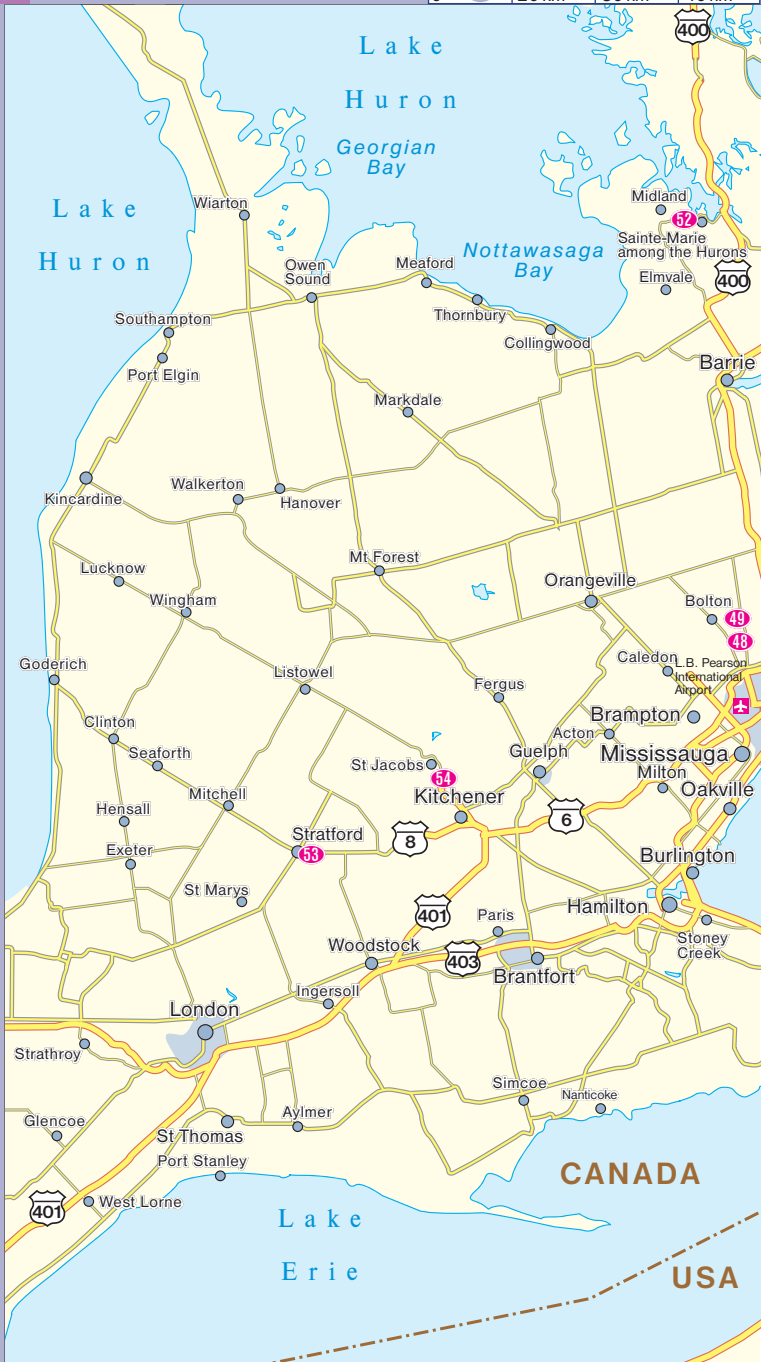 400
Lake
Huron
Georgian
Bay
Midland
Wiarton
Lake
52
Sainte-Marie
among the Hurons
Huron
Nottawasaga
Bay
Owen
Sound
Meaford
Elmvale
400
Thornbury
Southampton
Collingwood
Port Elgin
Barrie
Markdale
Walkerton
Kincardine
Hanover
Mt Forest
Lucknow
Orangeville
Wingham
Bolton
49
48
Goderich
Caledon
L.B. Pearson
International
Airport
Listowel
Fergus
Brampton
Clinton
Acton
Seaforth
Guelph
Mississauga
St Jacobs
Milton
54
Mitchell
Kitchener
Oakville
Hensall
6
Stratford
8
Exeter
53
Burlington
St Marys
Hamilton
401
Paris
Woodstock
Stoney
Creek
403
Brantfort
Ingersoll
London
Strathroy
Simcoe
Nanticoke
Glencoe
Aylmer
St Thomas
Port Stanley
CANADA
401
West Lorne
Lake
Erie
USA